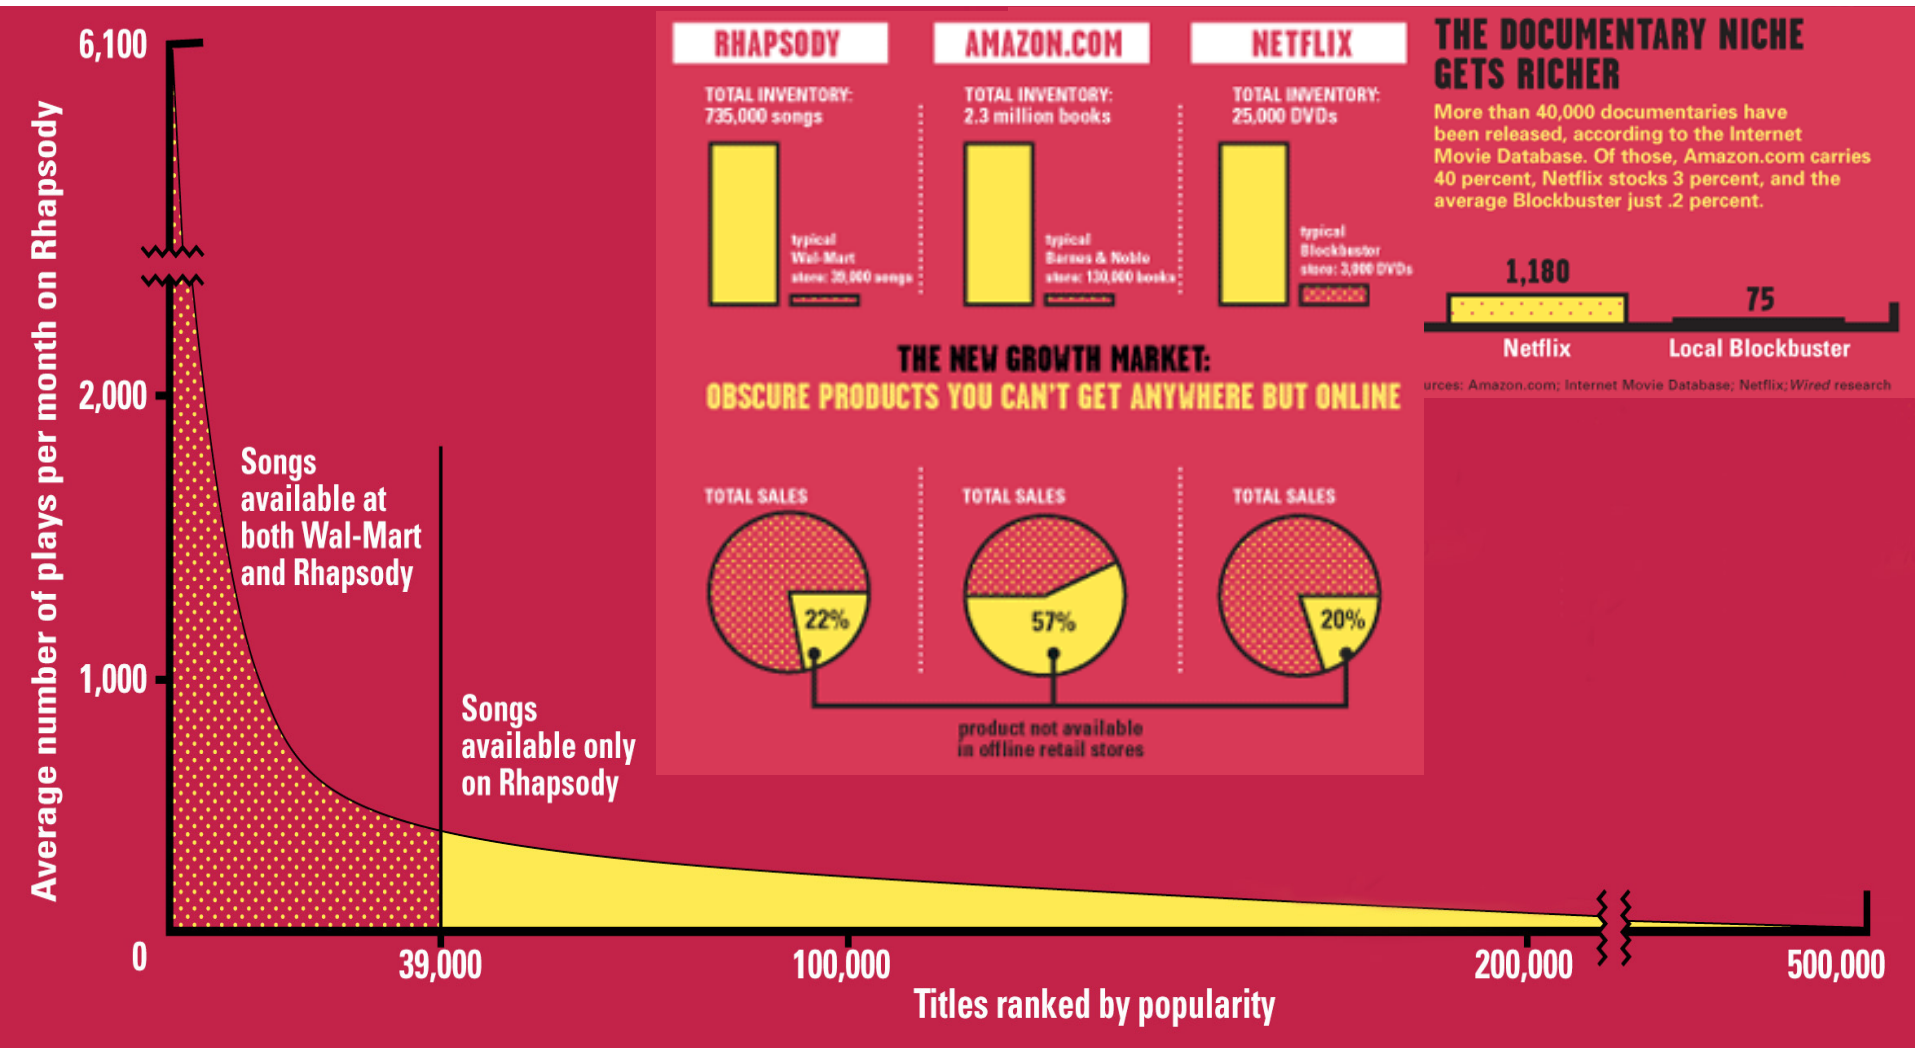 6,100
2,000
1,000
0
Average number of plays per month on Rhapsody
Songs
available at
both Wal-Mart
and Rhapsody
Songs
available only
on Rhapsody
39,000
100,000
200,000
500,000
Titles ranked by popularity
RHAPSODY
TOTAL INVENTORY:
735,000 songs
typical
Wal-Mart
store: 39,000 songs
AMAZON.COM
TOTAL INVENTORY:
2.3 million books
typical
Barnes & Noble
store: 130,000 books
NETFLIX
TOTAL INVENTORY:
25,000 DVDs
typical
Blockbuster
store: 3,000 DVDs
THE NEW GROWTH MARKET:
OBSCURE PRODUCTS YOU CAN'T GET ANYWHERE BUT ONLINE
TOTAL SALES
22%
TOTAL SALES
57%
TOTAL SALES
20%
product not available
in offline retail stores
THE DOCUMENTARY NICHE
GETS RICHER
More than 40,000 documentaries have
been released, according to the Internet
Movie Database. Of those, Amazon.com carries
40 percent, Netflix stocks 3 percent, and the
average Blockbuster just .2 percent.
1,180
75
Netflix
Local Blockbuster
urces: Amazon.com; Internet Movie Database; Netflix; Wired research